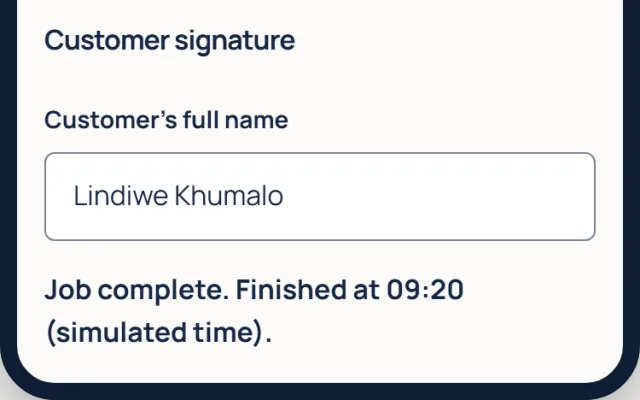 Customer signature
Customer’s full name
Lindiwe Khumalo
Job complete. Finished at 09:20
(simulated time).